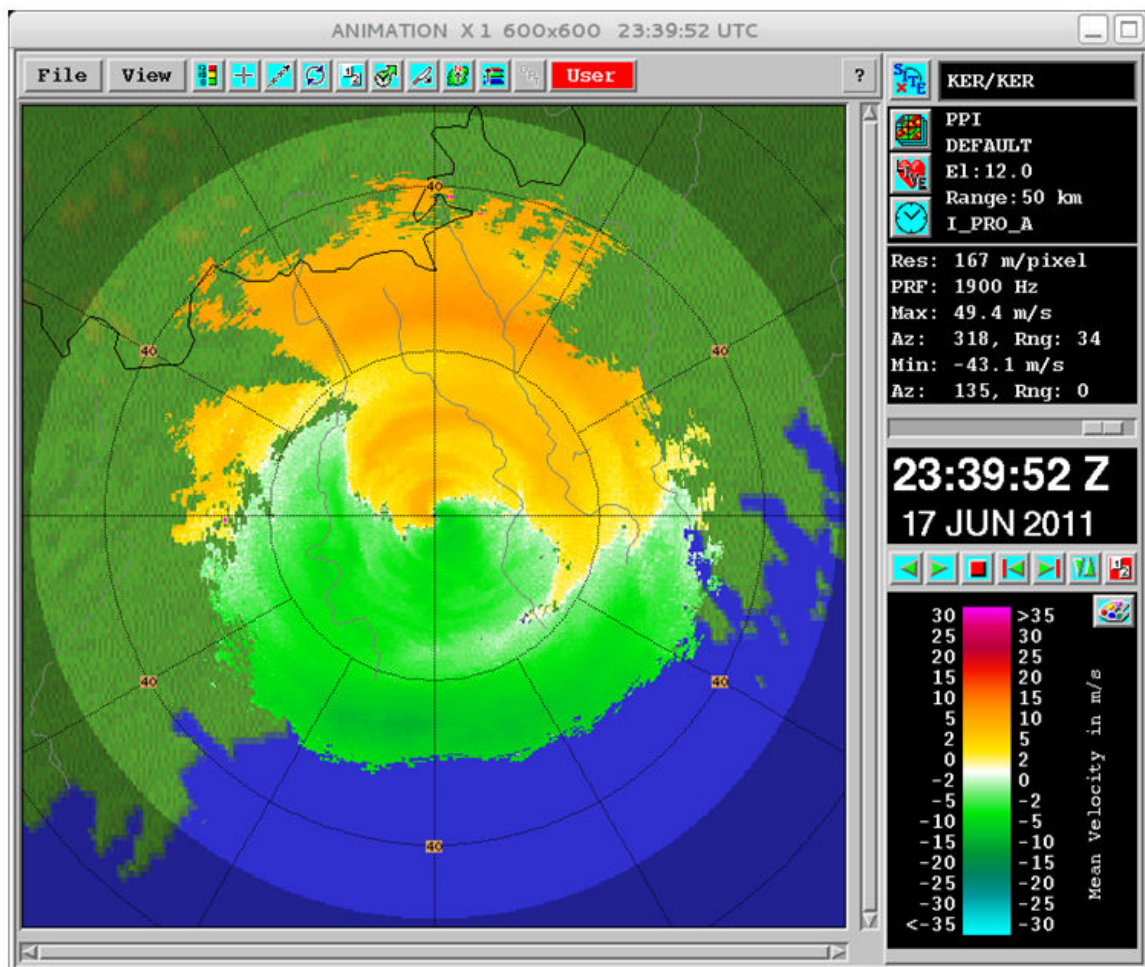 ANIMATION X 1 600x600 23:39:52 UTC
File View User ?
KER/KER
PPI
DEFAULT
El:12.0
Range:50 km
I_PRO_A
Res: 167 m/pixel
PRF: 1900 Hz
Max: 49.4 m/s
Az: 318, Rng: 34
Min: -43.1 m/s
Az: 135, Rng: 0
23:39:52 Z
17 JUN 2011
30 >35
25 30
20 25
15 20
10 15
5 10
2 5
0 2
-2 0
-5 -2
-10 -5
-15 -10
-20 -15
-25 -20
-30 -25
<-35 -30
Mean Velocity in m/s
40
40
40
40
40
40